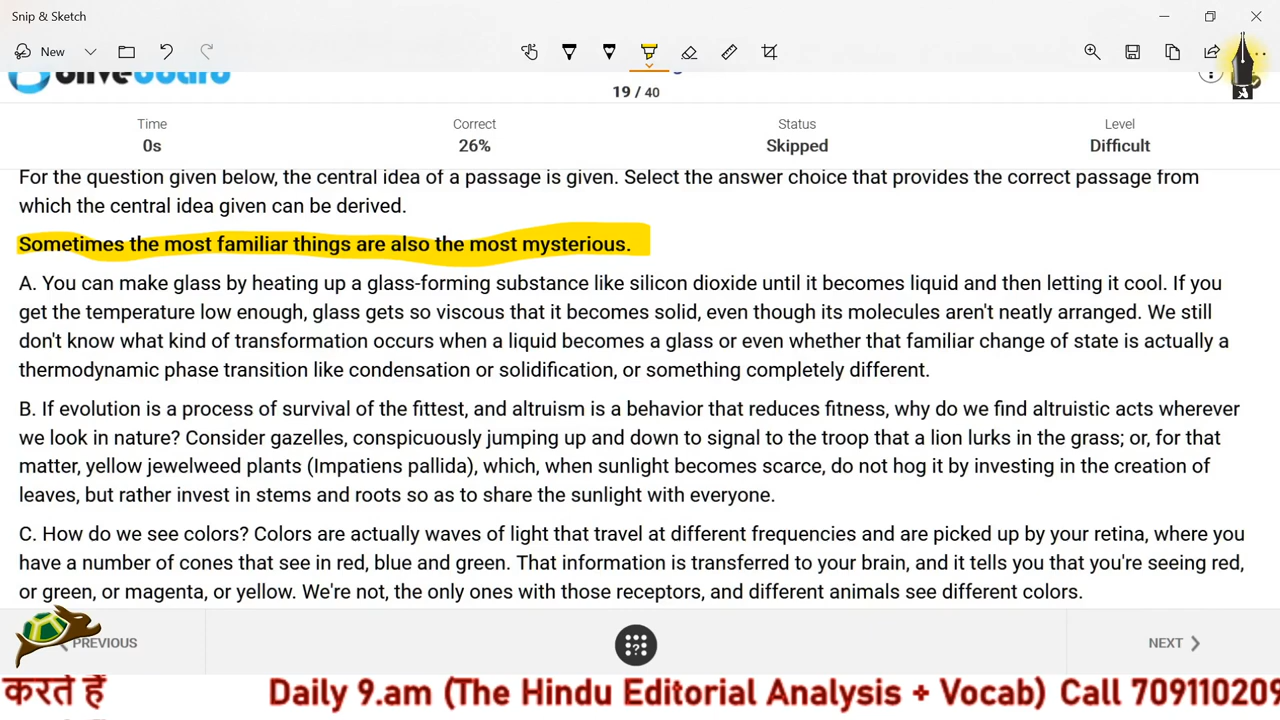 Snip & Sketch
New
Oliveboard
19 / 40
Time
Correct
Status
Level
0s
26%
Skipped
Difficult
For the question given below, the central idea of a passage is given. Select the answer choice that provides the correct passage from
which the central idea given can be derived.
Sometimes the most familiar things are also the most mysterious.
A. You can make glass by heating up a glass-forming substance like silicon dioxide until it becomes liquid and then letting it cool. If you
get the temperature low enough, glass gets so viscous that it becomes solid, even though its molecules aren't neatly arranged. We still
don't know what kind of transformation occurs when a liquid becomes a glass or even whether that familiar change of state is actually a
thermodynamic phase transition like condensation or solidification, or something completely different.
B. If evolution is a process of survival of the fittest, and altruism is a behavior that reduces fitness, why do we find altruistic acts wherever
we look in nature? Consider gazelles, conspicuously jumping up and down to signal to the troop that a lion lurks in the grass; or, for that
matter, yellow jewelweed plants (Impatiens pallida), which, when sunlight becomes scarce, do not hog it by investing in the creation of
leaves, but rather invest in stems and roots so as to share the sunlight with everyone.
C. How do we see colors? Colors are actually waves of light that travel at different frequencies and are picked up by your retina, where you
have a number of cones that see in red, blue and green. That information is transferred to your brain, and it tells you that you're seeing red,
or green, or magenta, or yellow. We're not, the only ones with those receptors, and different animals see different colors.
PREVIOUS
NEXT
करते हैं Daily 9.am (The Hindu Editorial Analysis + Vocab) Call 709110209